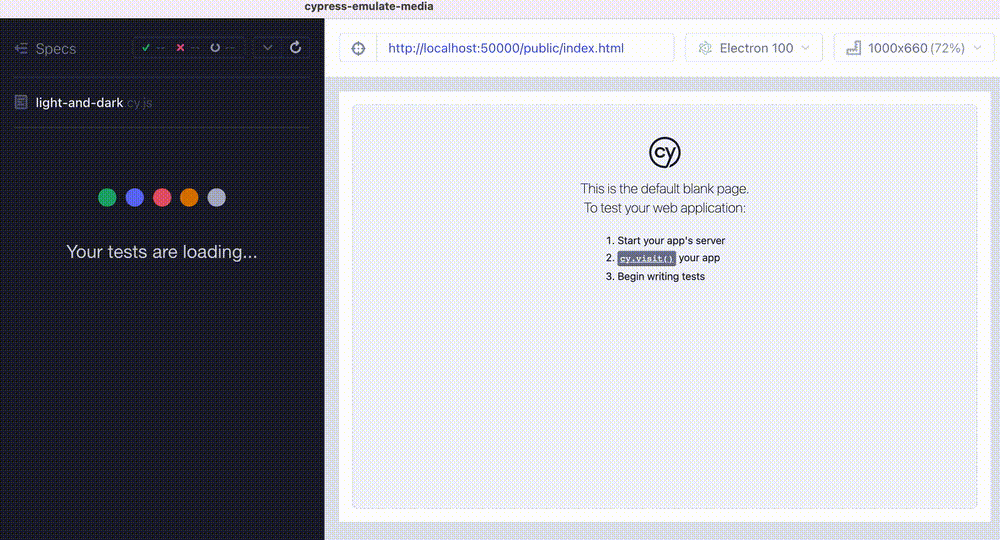 cypress-emulate-media
Specs
-- -- --
light-and-dark cy.js
Your tests are loading...
http://localhost:50000/public/index.html
Electron 100
1000x660 (72%)
cy
This is the default blank page.
To test your web application:
1. Start your app's server
2. cy.visit() your app
3. Begin writing tests